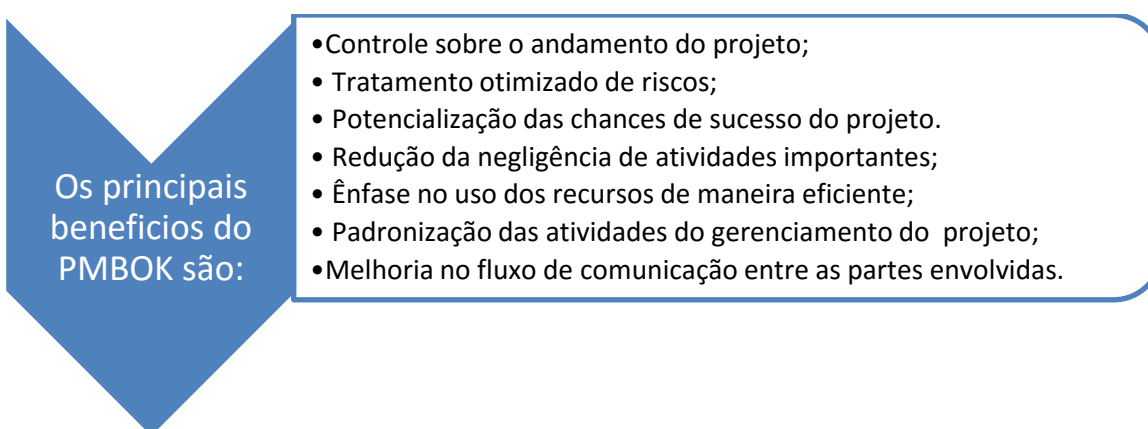 Os principais
beneficios do
PMBOK são:
•Controle sobre o andamento do projeto;
• Tratamento otimizado de riscos;
• Potencialização das chances de sucesso do projeto.
• Redução da negligência de atividades importantes;
• Ênfase no uso dos recursos de maneira eficiente;
• Padronização das atividades do gerenciamento do  projeto;
•Melhoria no fluxo de comunicação entre as partes envolvidas.